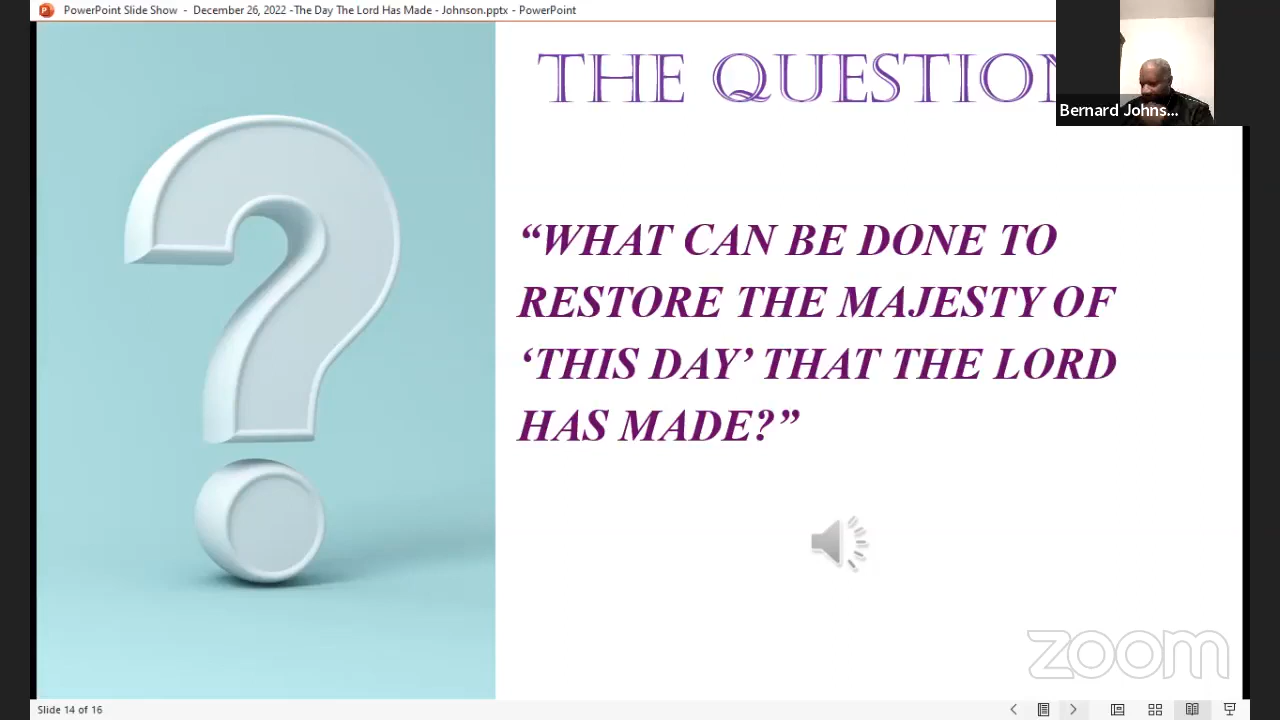 PowerPoint Slide Show - December 26, 2022 -The Day The Lord Has Made - Johnson.pptx - PowerPoint
THE QUESTION
Bernard Johns...
“WHAT CAN BE DONE TO
RESTORE THE MAJESTY OF
‘THIS DAY’ THAT THE LORD
HAS MADE?”
zoom
Slide 14 of 16